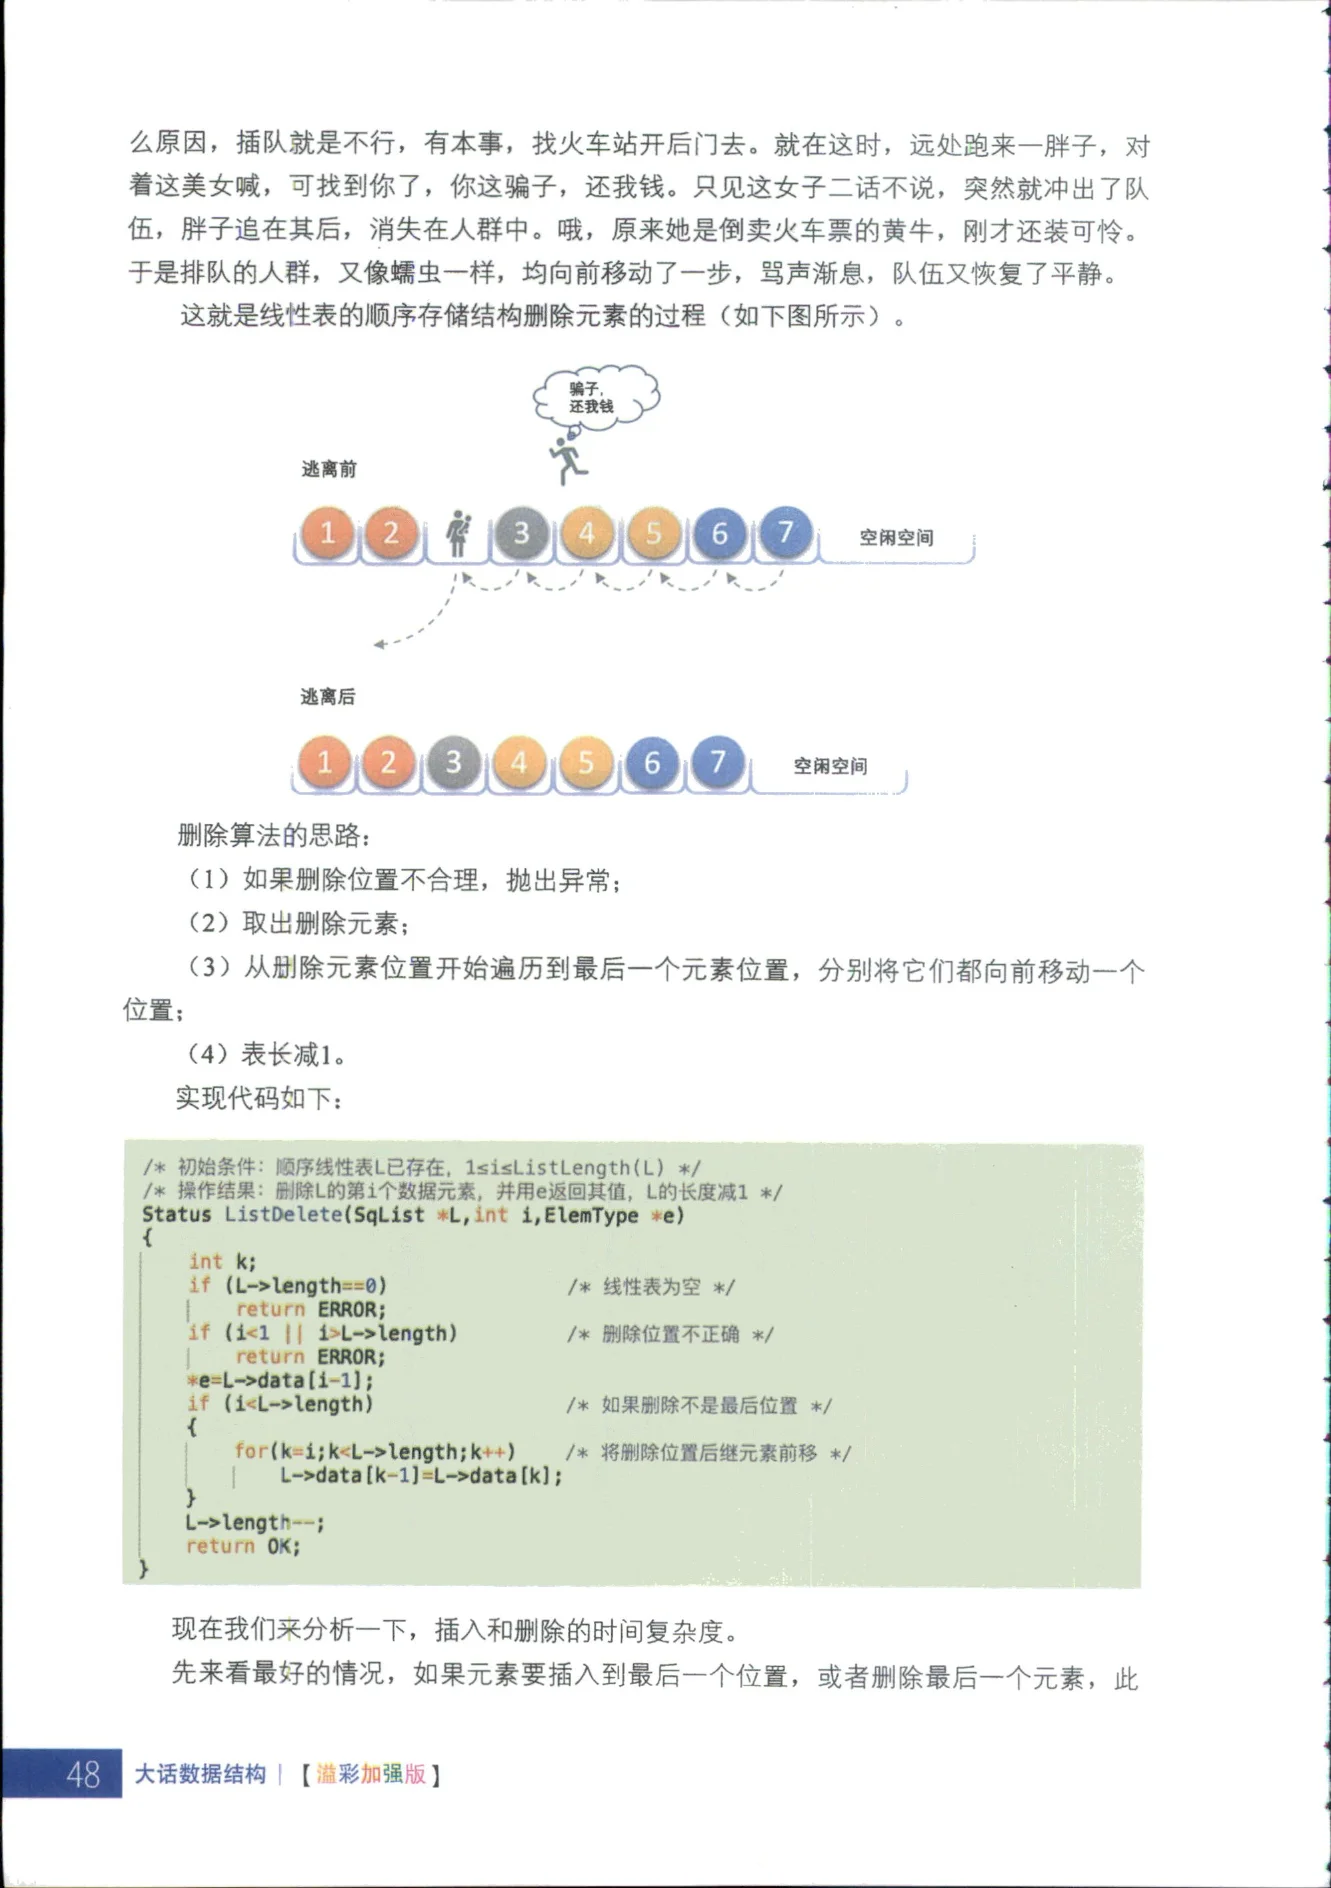 么原因，插队就是不行，有本事，找火车站开后门去。就在这时，远处跑来一胖子，对
着这美女喊，可找到你了，你这骗子，还我钱。只见这女子二话不说，突然就冲出了队
伍，胖子追在其后，消失在人群中。哦，原来她是倒卖火车票的黄牛，刚才还装可怜。
于是排队的人群，又像蠕虫一样，均向前移动了一步，骂声渐息，队伍又恢复了平静。
这就是线性表的顺序存储结构删除元素的过程（如下图所示）。
骗子，
还我钱
逃离前
1 2 3 4 5 6 7 空闲空间
逃离后
1 2 3 4 5 6 7 空闲空间
删除算法的思路：
（1）如果删除位置不合理，抛出异常；
（2）取出删除元素；
（3）从删除元素位置开始遍历到最后一个元素位置，分别将它们都向前移动一个
位置；
（4）表长减1。
实现代码如下：
/* 初始条件：顺序线性表L已存在，1≤i≤ListLength(L) */
/* 操作结果：删除L的第i个数据元素，并用e返回其值，L的长度减1 */
Status ListDelete(SqList *L,int i,ElemType *e)
{
int k;
if (L->length==0) /* 线性表为空 */
return ERROR;
if (i<1 || i>L->length) /* 删除位置不正确 */
return ERROR;
*e=L->data[i-1];
if (i<L->length) /* 如果删除不是最后位置 */
{
for(k=i;k<L->length;k++) /* 将删除位置后继元素前移 */
L->data[k-1]=L->data[k];
}
L->length--;
return OK;
}
现在我们来分析一下，插入和删除的时间复杂度。
先来看最好的情况，如果元素要插入到最后一个位置，或者删除最后一个元素，此
48 大话数据结构 | 【溢彩加强版】